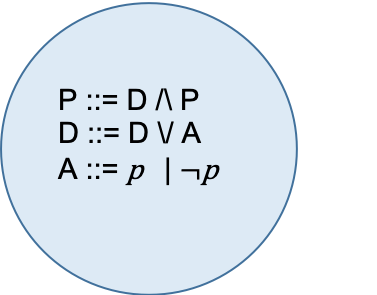 P ::= D /\ P
D ::= D \/ A
A ::= p | ¬p